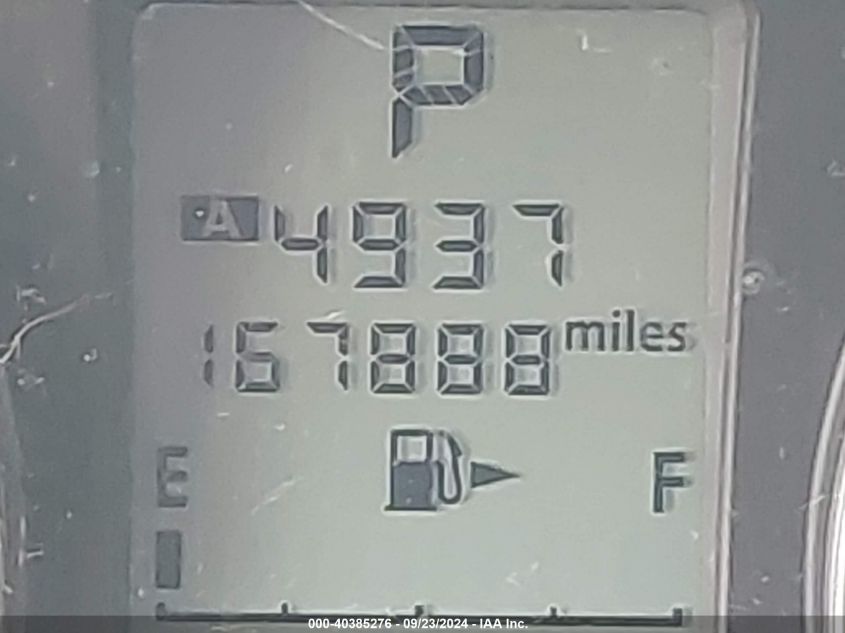 P
A 4937
167888 miles
E F
000-40385276 - 09/23/2024 - IAA Inc.